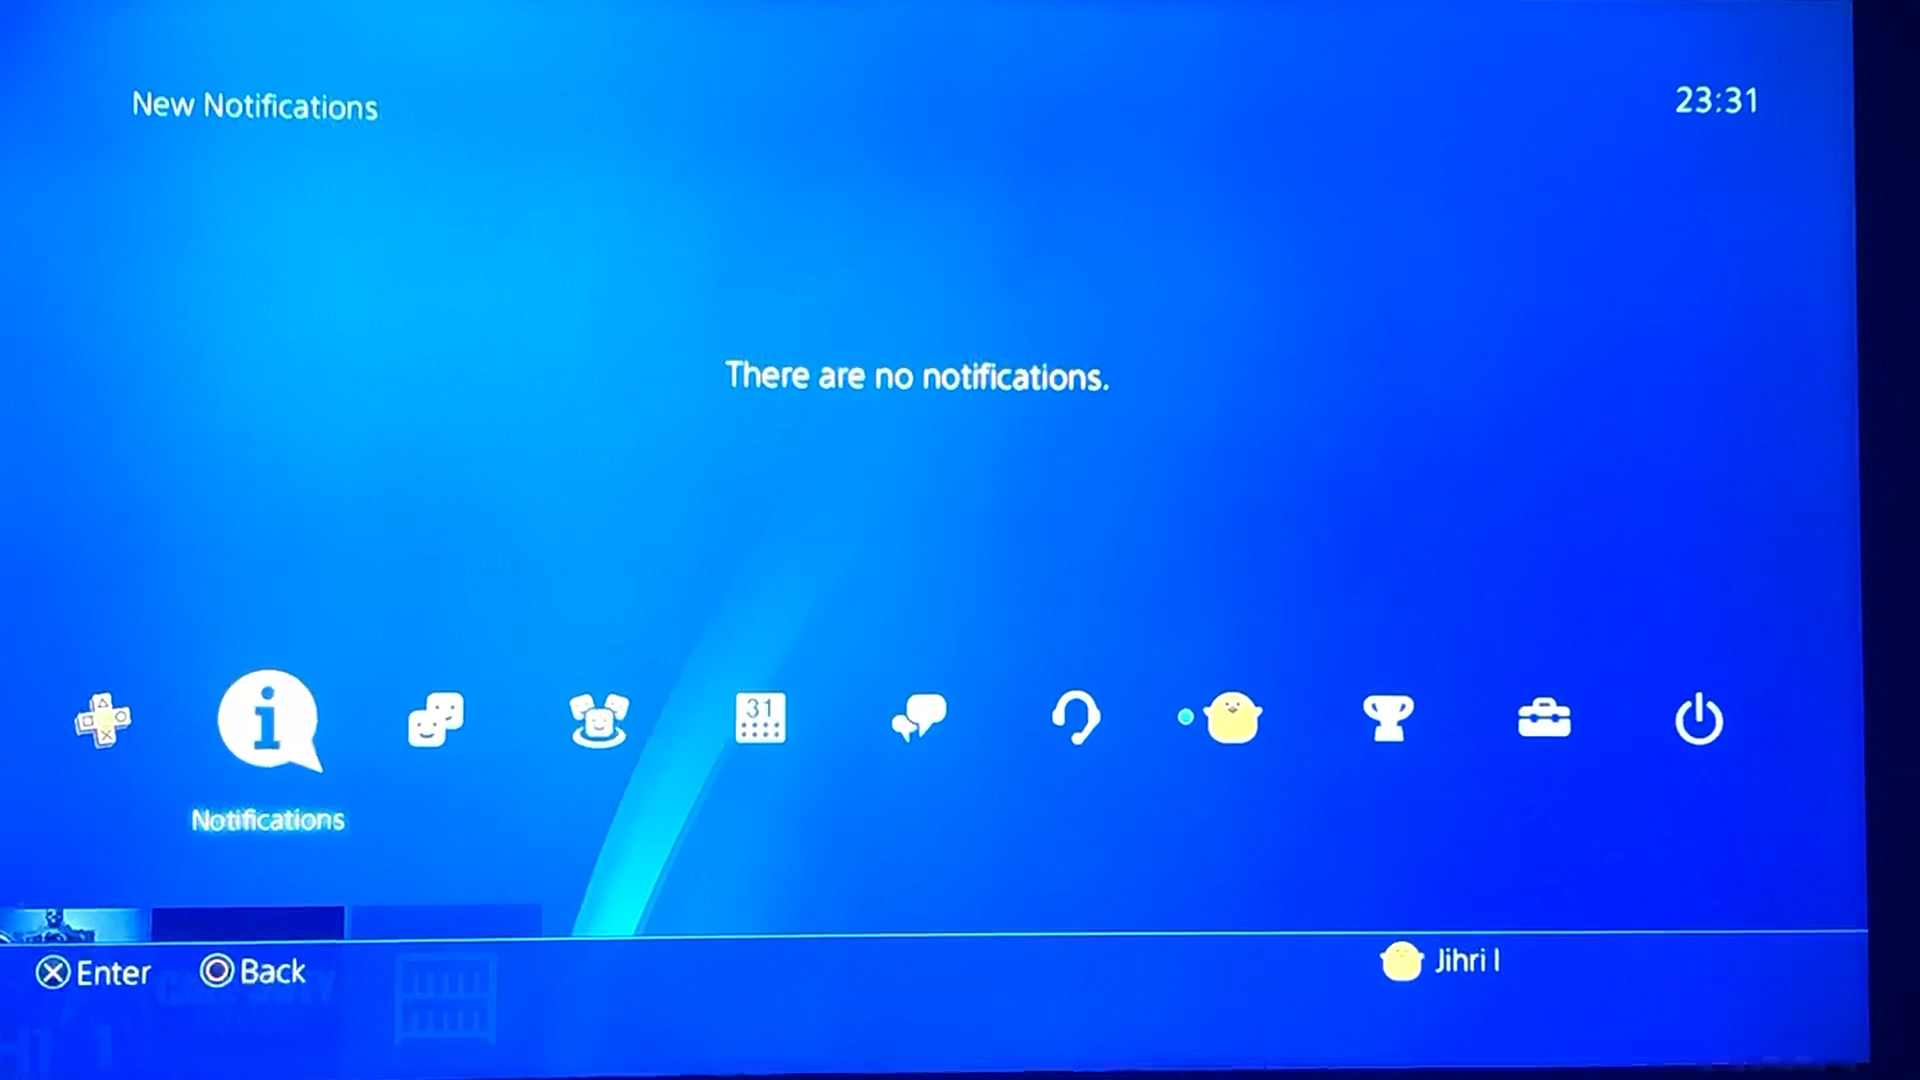 New Notifications
23:31
There are no notifications.
31
Notifications
Enter
Back
Jihri I